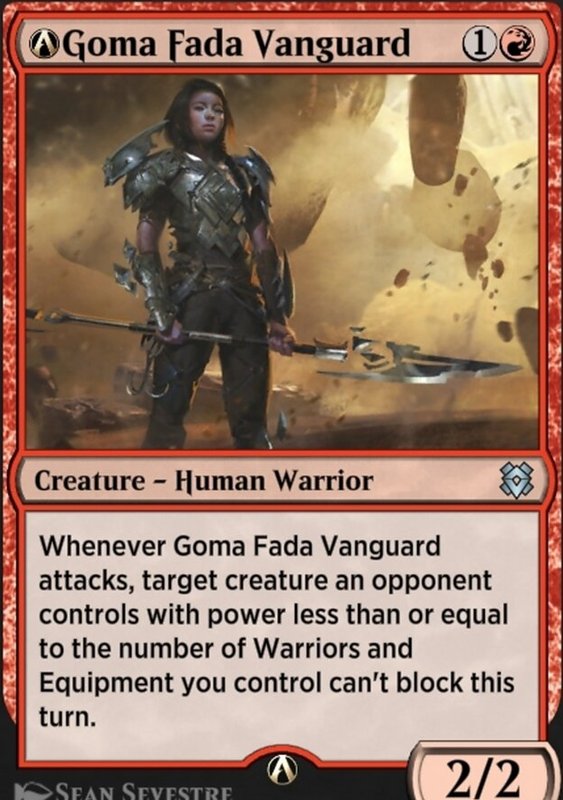 Goma Fada Vanguard 1
Creature – Human Warrior
Whenever Goma Fada Vanguard
attacks, target creature an opponent
controls with power less than or equal
to the number of Warriors and
Equipment you control can't block this
turn.
2/2
Sean Sevestre